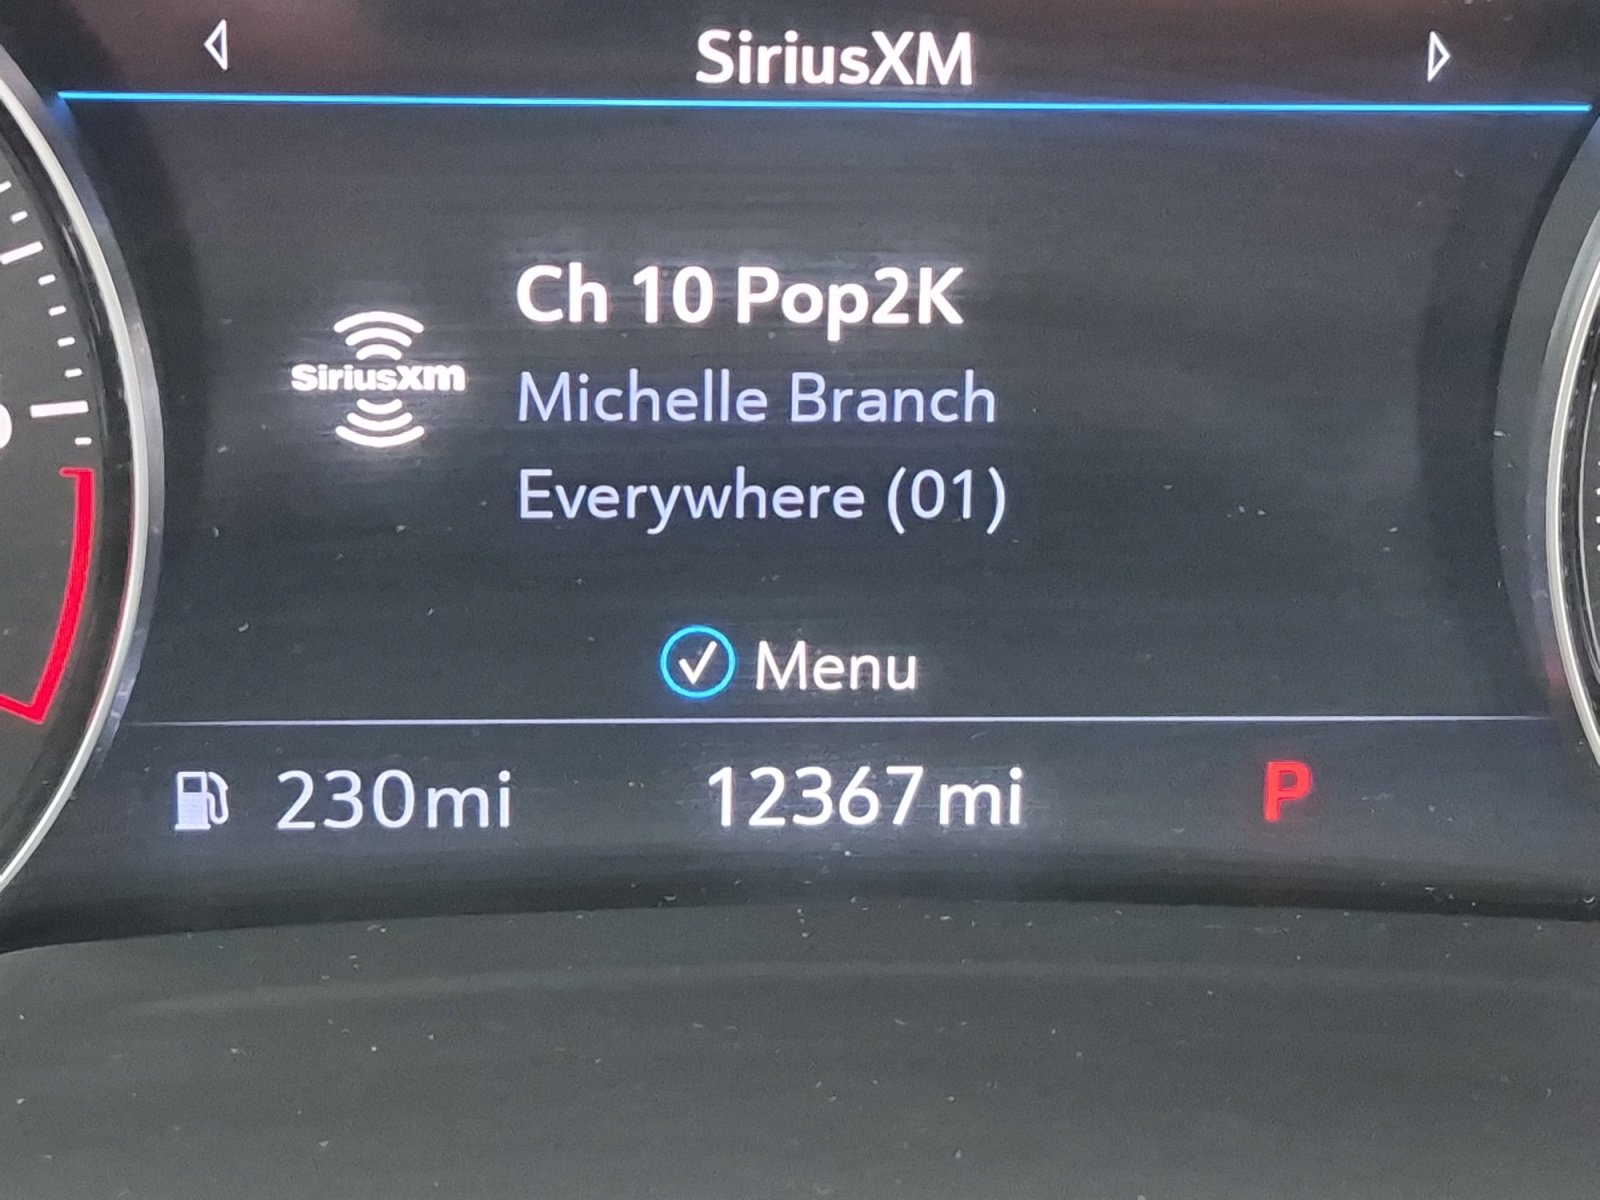 SiriusXM
Ch 10 Pop2K
siriusxm
Michelle Branch
Everywhere (01)
Menu
230mi 12367mi P